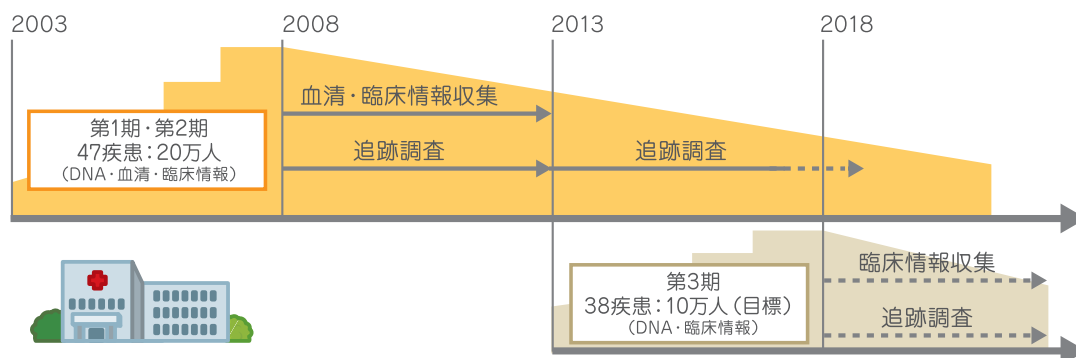 2003
2008
2013
2018
血清・臨床情報収集
追跡調査
追跡調査
第1期・第2期
47疾患：20万人
（DNA・血清・臨床情報）
臨床情報収集
追跡調査
第3期
38疾患：10万人（目標）
（DNA・臨床情報）